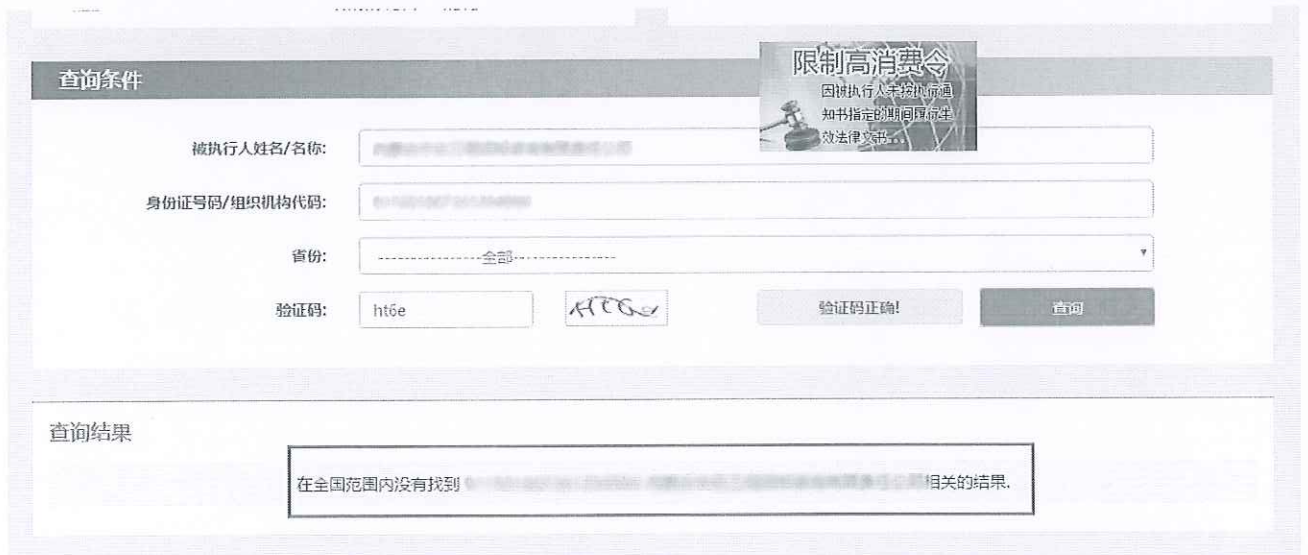 查询条件
限制高消费令
因被执行人未按执行通
知书指定的期间履行生
效法律文书...
被执行人姓名/名称:
身份证号码/组织机构代码:
省份:
------------------全部------------------
验证码:
ht6e
验证码正确!
查询
查询结果
在全国范围内没有找到
相关的结果.